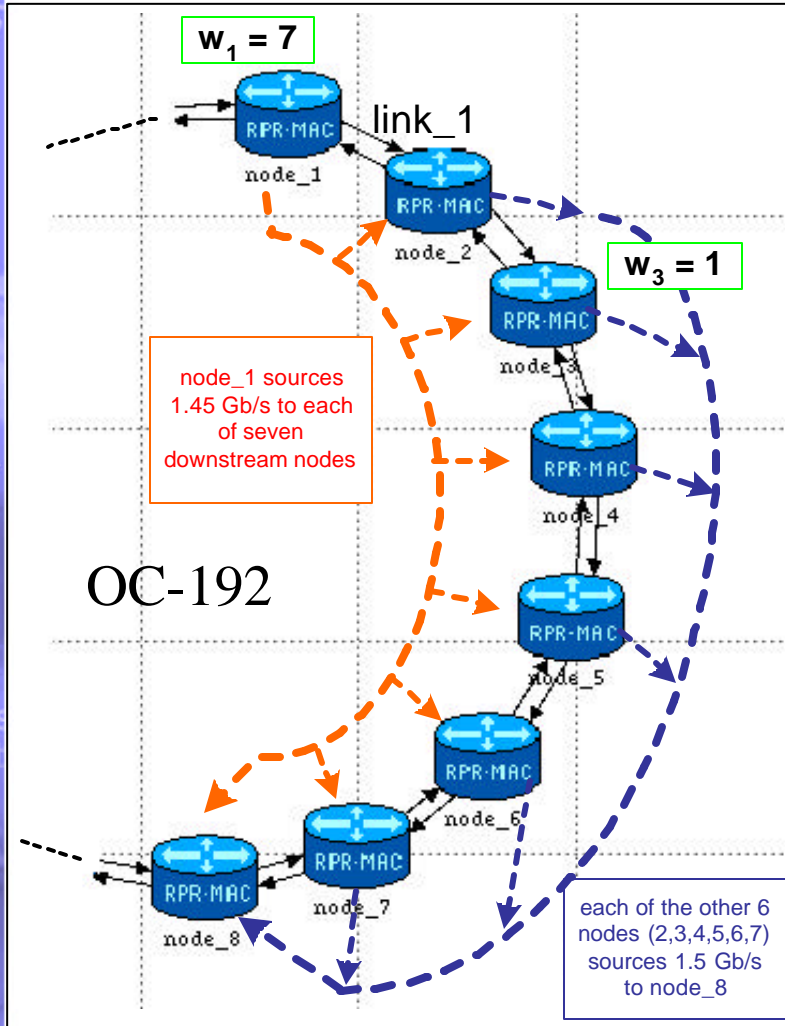 w1 = 7
RPR-MAC
link_1
node_1
RPR-MAC
node_2
w3 = 1
RPR-MAC
node_3
node_1 sources
1.45 Gb/s to each
of seven
downstream nodes
RPR-MAC
node_4
OC-192
RPR-MAC
node_5
RPR-MAC
node_6
RPR-MAC
node_7
RPR-MAC
node_8
each of the other 6
nodes (2,3,4,5,6,7)
sources 1.5 Gb/s
to node_8